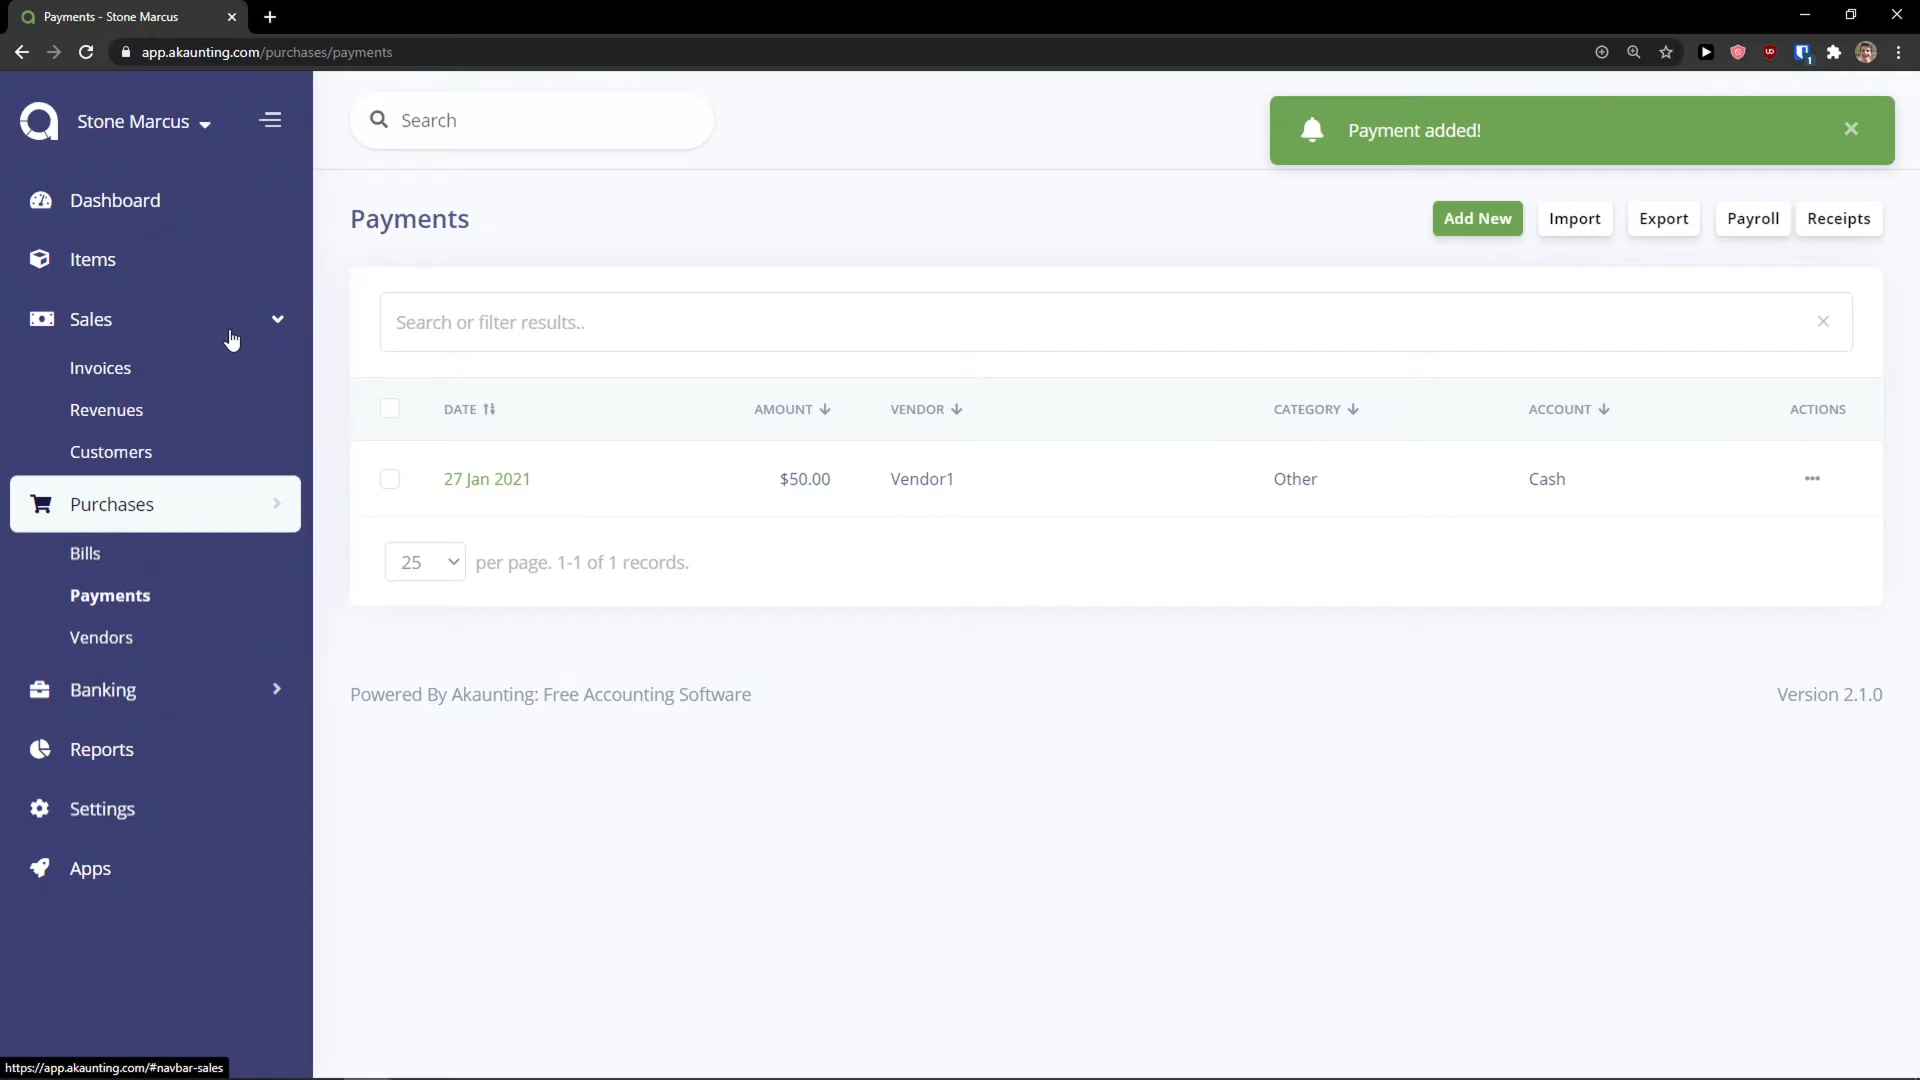 Payments - Stone Marcus
app.akaunting.com/purchases/payments
Stone Marcus
Search
Payment added!
Dashboard
Items
Sales
Invoices
Revenues
Customers
Purchases
Bills
Payments
Vendors
Banking
Reports
Settings
Apps
Payments
Add New
Import
Export
Payroll
Receipts
Search or filter results..
DATE AMOUNT VENDOR CATEGORY ACCOUNT ACTIONS
27 Jan 2021 $50.00 Vendor1 Other Cash
25 per page. 1-1 of 1 records.
Powered By Akaunting: Free Accounting Software
Version 2.1.0
https://app.akaunting.com/#navbar-sales